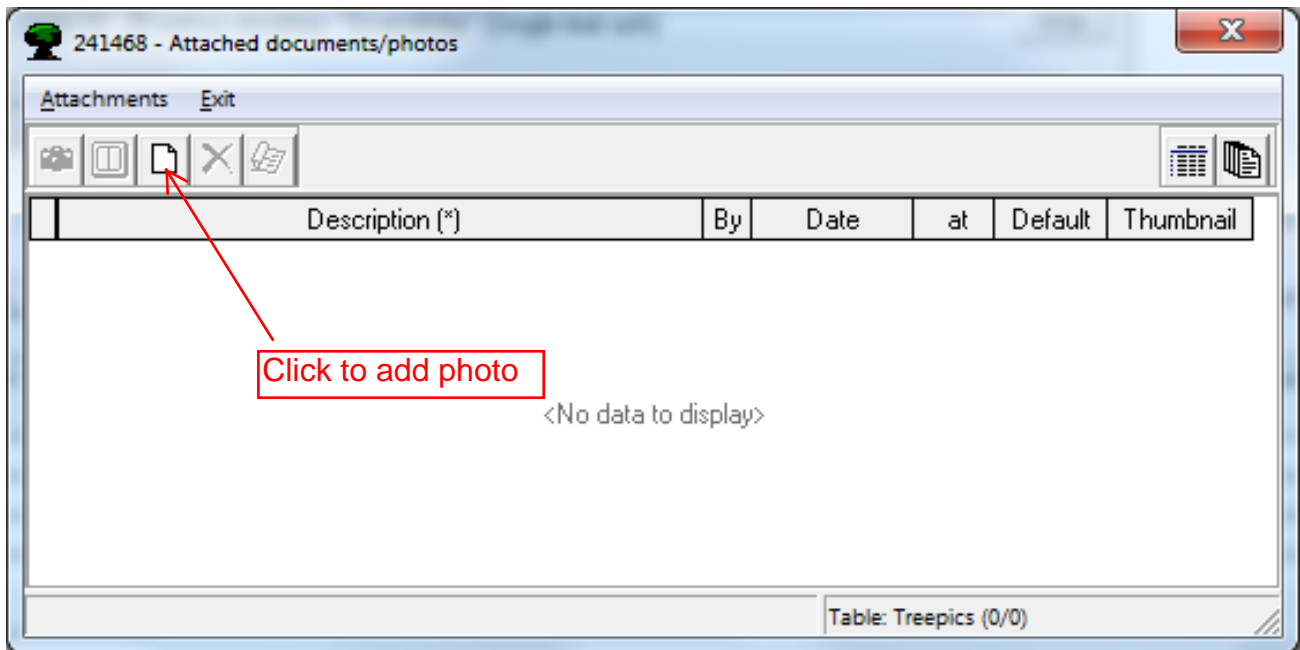 241468 - Attached documents/photos
Attachments Exit
Description (*) By Date at Default Thumbnail
Click to add photo
<No data to display>
Table: Treepics (0/0)